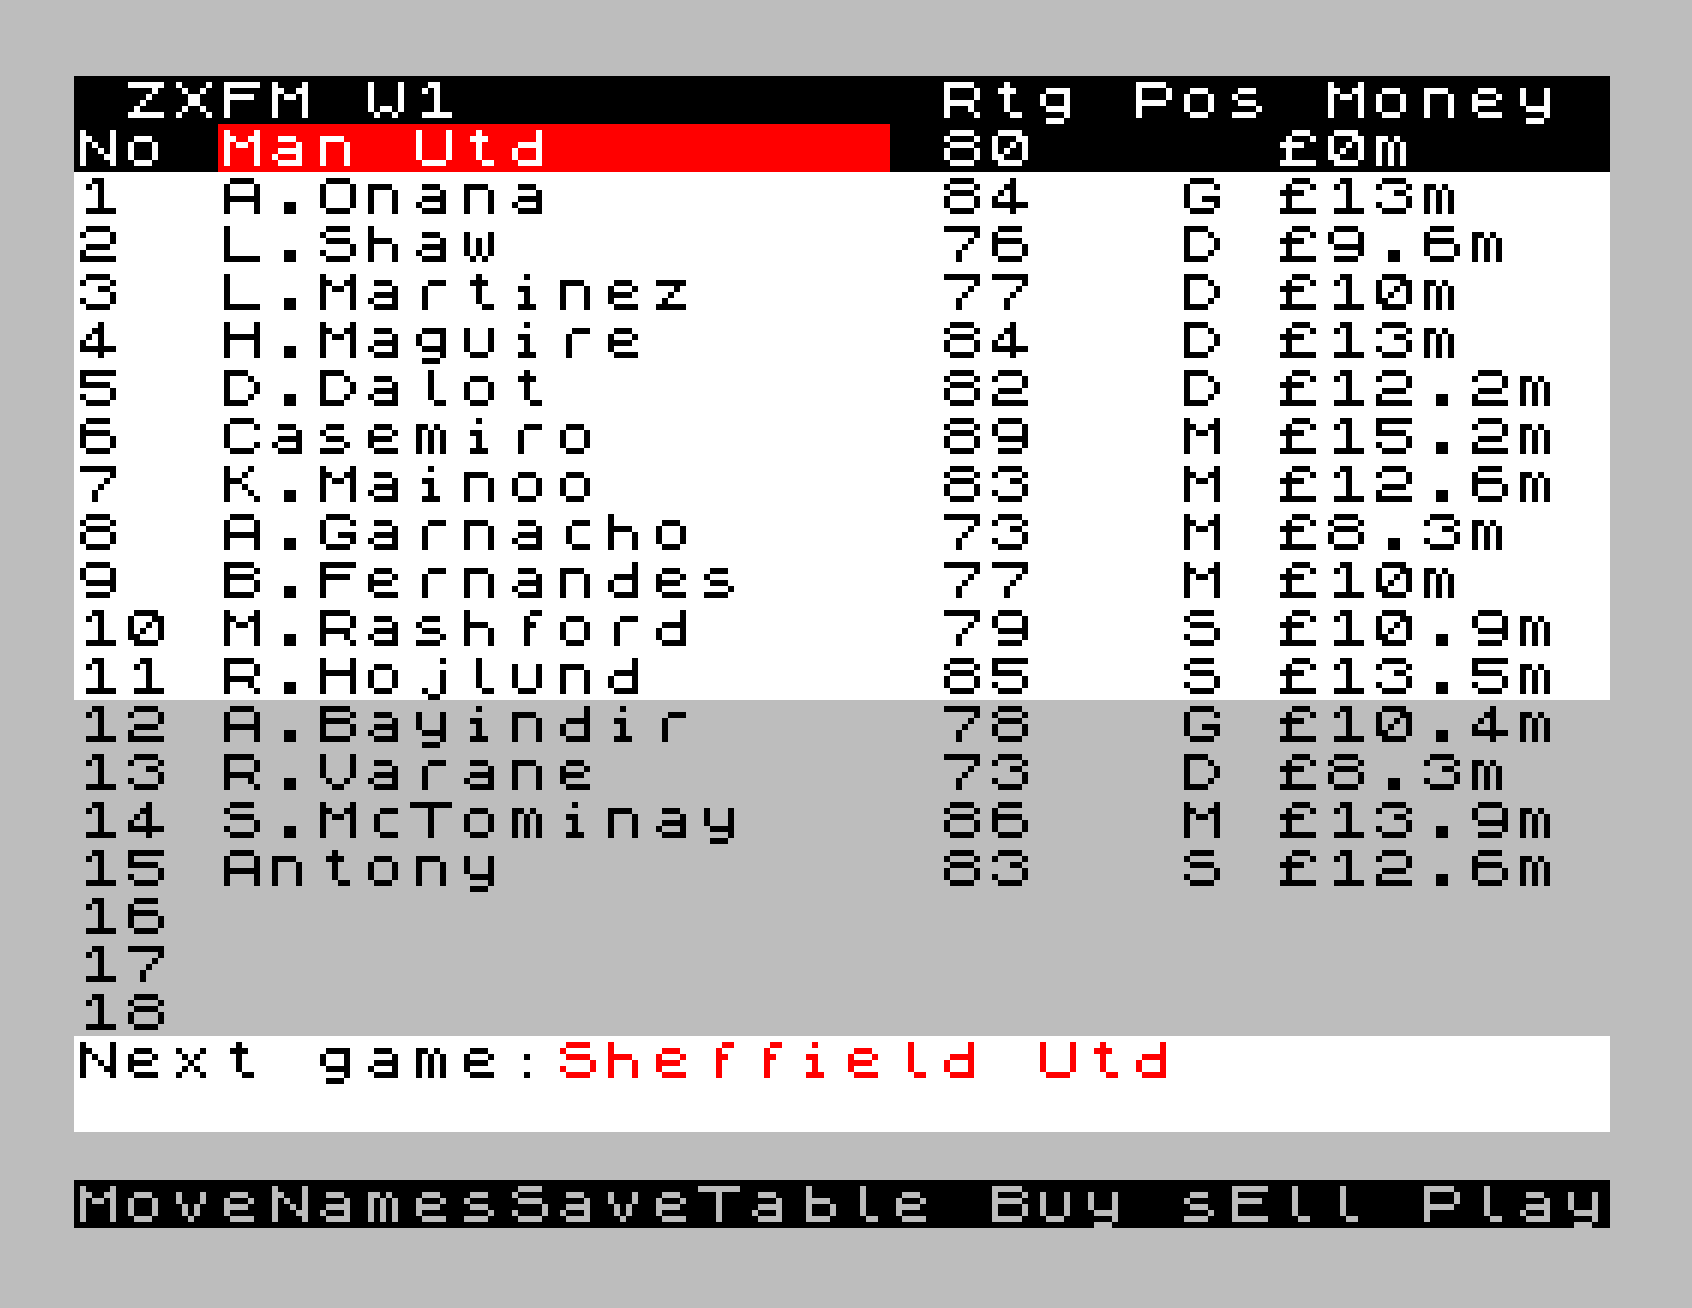 ZXFM W1 Rtg Pos Money
No Man Utd 80 £0m
1 A.Onana 84 G £13m
2 L.Shaw 76 D £9.6m
3 L.Martinez 77 D £10m
4 H.Maguire 84 D £13m
5 D.Dalot 82 D £12.2m
6 Casemiro 89 M £15.2m
7 K.Mainoo 83 M £12.6m
8 A.Garnacho 73 M £8.3m
9 B.Fernandes 77 M £10m
10 M.Rashford 79 S £10.9m
11 R.Hojlund 85 S £13.5m
12 A.Bayindir 78 G £10.4m
13 R.Varane 73 D £8.3m
14 S.McTominay 86 M £13.9m
15 Antony 83 S £12.6m
16
17
18
Next game:Sheffield Utd
MoveNamesSaveTable Buy sEll Play